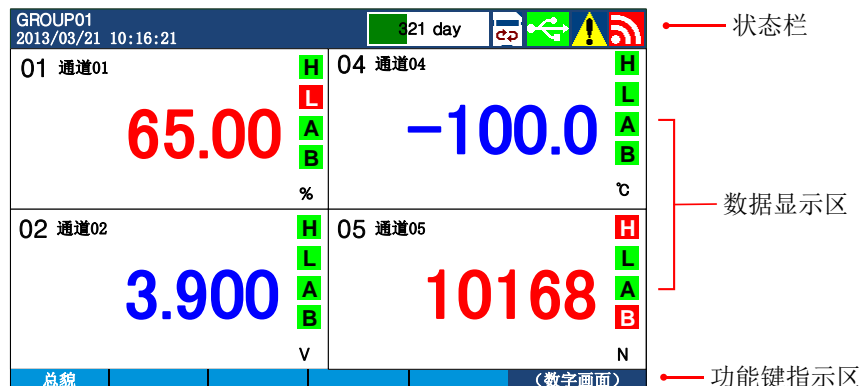 GROUP01
2013/03/21 10:16:21
321 day
状态栏
01 通道01
H
L
A
B
65.00
%
04 通道04
H
L
A
B
-100.0
℃
数据显示区
02 通道02
H
L
A
B
3.900
V
05 通道05
H
L
A
B
10168
N
总貌
(数字画面)
功能键指示区